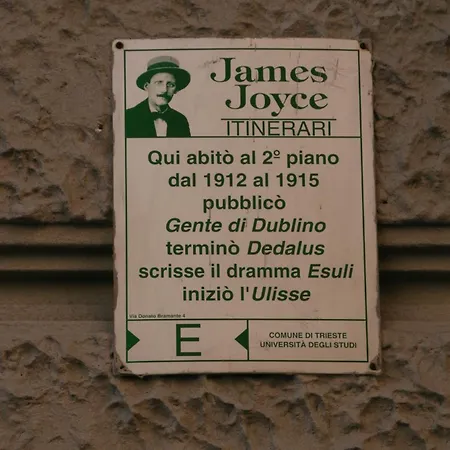 James
Joyce
ITINERARI
Qui abitò al 2º piano
dal 1912 al 1915
pubblicò
Gente di Dublino
terminò Dedalus
scrisse il dramma Esuli
iniziò l'Ulisse
Via Donato Bramante 4
E
COMUNE DI TRIESTE
UNIVERSITÀ DEGLI STUDI